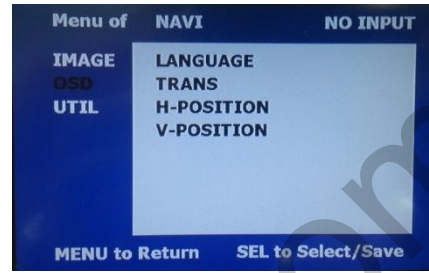 Menu of NAVI NO INPUT
IMAGE LANGUAGE
OSD TRANS
UTIL H-POSITION
V-POSITION
MENU to Return SEL to Select/Save